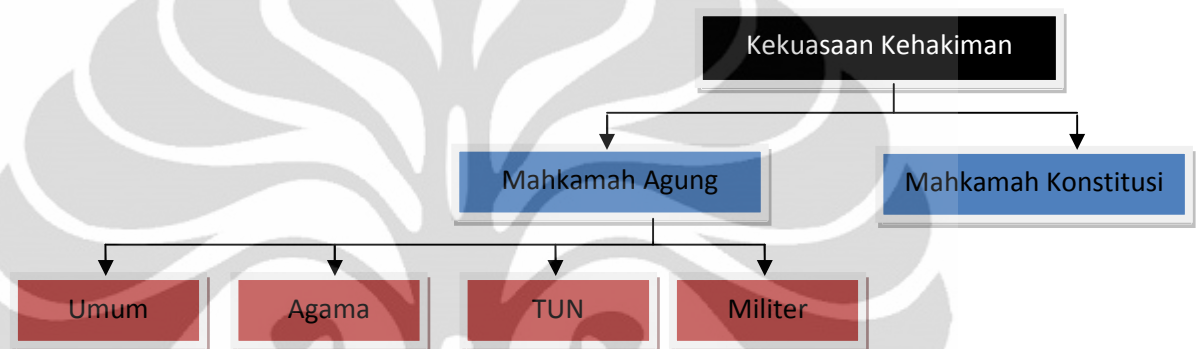 Kekuasaan Kehakiman
Mahkamah Agung
Mahkamah Konstitusi
Umum
Agama
TUN
Militer